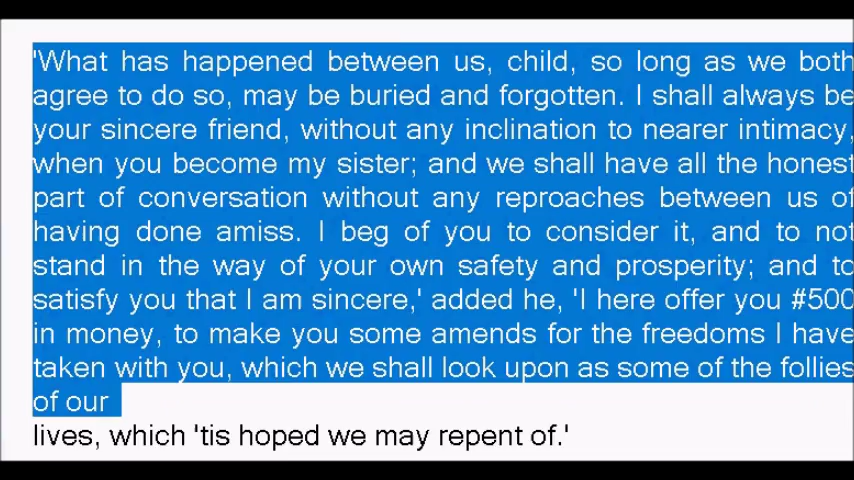 'What has happened between us, child, so long as we both
agree to do so, may be buried and forgotten. I shall always be
your sincere friend, without any inclination to nearer intimacy,
when you become my sister; and we shall have all the honest
part of conversation without any reproaches between us of
having done amiss. I beg of you to consider it, and to not
stand in the way of your own safety and prosperity; and to
satisfy you that I am sincere,' added he, 'I here offer you #500
in money, to make you some amends for the freedoms I have
taken with you, which we shall look upon as some of the follies
of our
lives, which 'tis hoped we may repent of.'